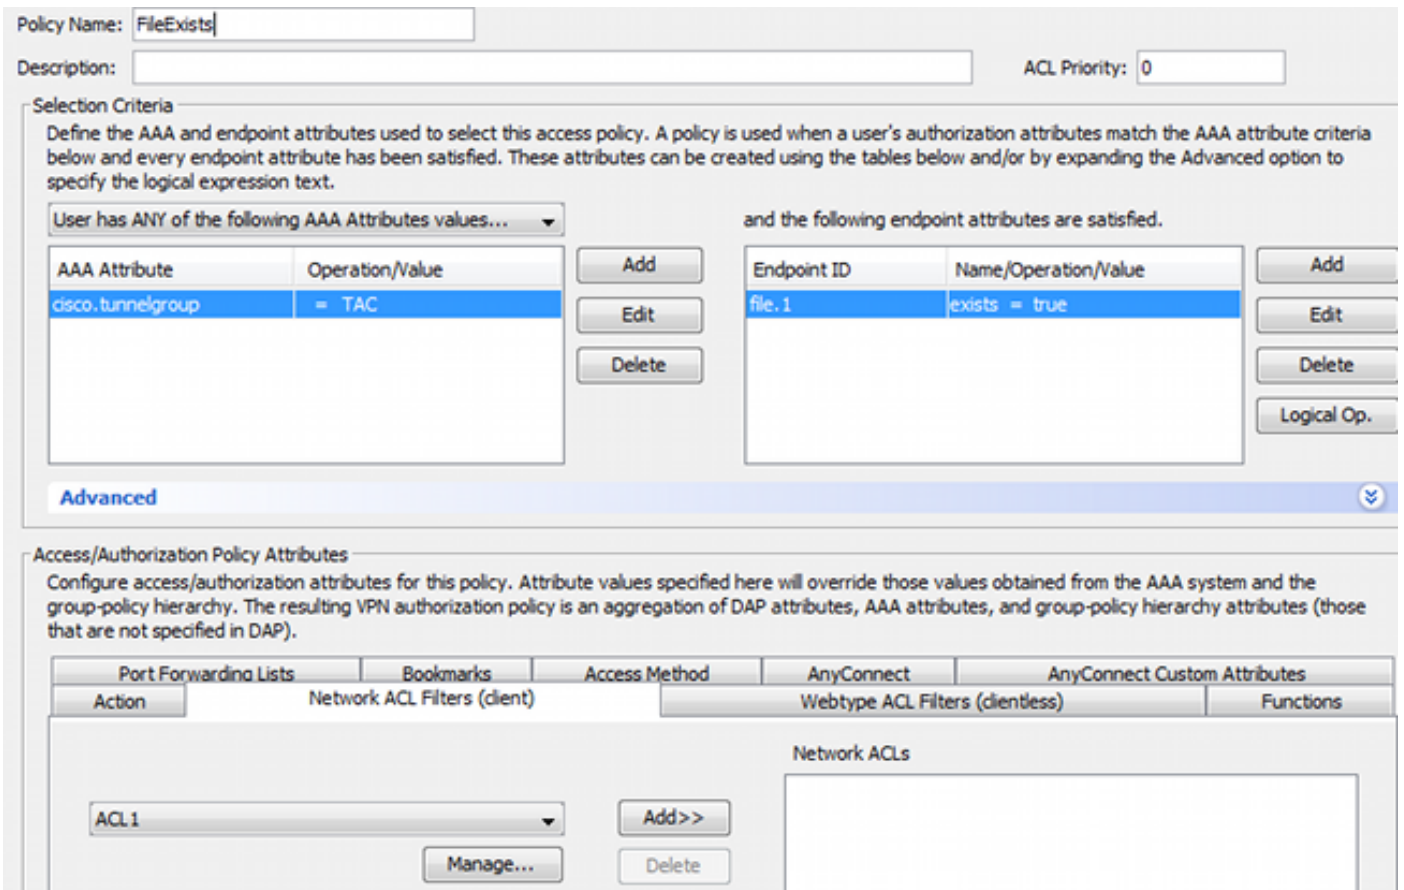 Policy Name: FileExists
Description: ACL Priority: 0
Selection Criteria
Define the AAA and endpoint attributes used to select this access policy. A policy is used when a user's authorization attributes match the AAA attribute criteria
below and every endpoint attribute has been satisfied. These attributes can be created using the tables below and/or by expanding the Advanced option to
specify the logical expression text.
User has ANY of the following AAA Attributes values... and the following endpoint attributes are satisfied.
AAA Attribute Operation/Value Add Endpoint ID Name/Operation/Value Add
cisco.tunnelgroup = TAC Edit file.1 exists = true Edit
Delete Delete
Logical Op.
Advanced
Access/Authorization Policy Attributes
Configure access/authorization attributes for this policy. Attribute values specified here will override those values obtained from the AAA system and the
group-policy hierarchy. The resulting VPN authorization policy is an aggregation of DAP attributes, AAA attributes, and group-policy hierarchy attributes (those
that are not specified in DAP).
Port Forwarding Lists Bookmarks Access Method AnyConnect AnyConnect Custom Attributes
Action Network ACL Filters (client) Webtype ACL Filters (clientless) Functions
Network ACLs
ACL1 Add>>
Manage... Delete